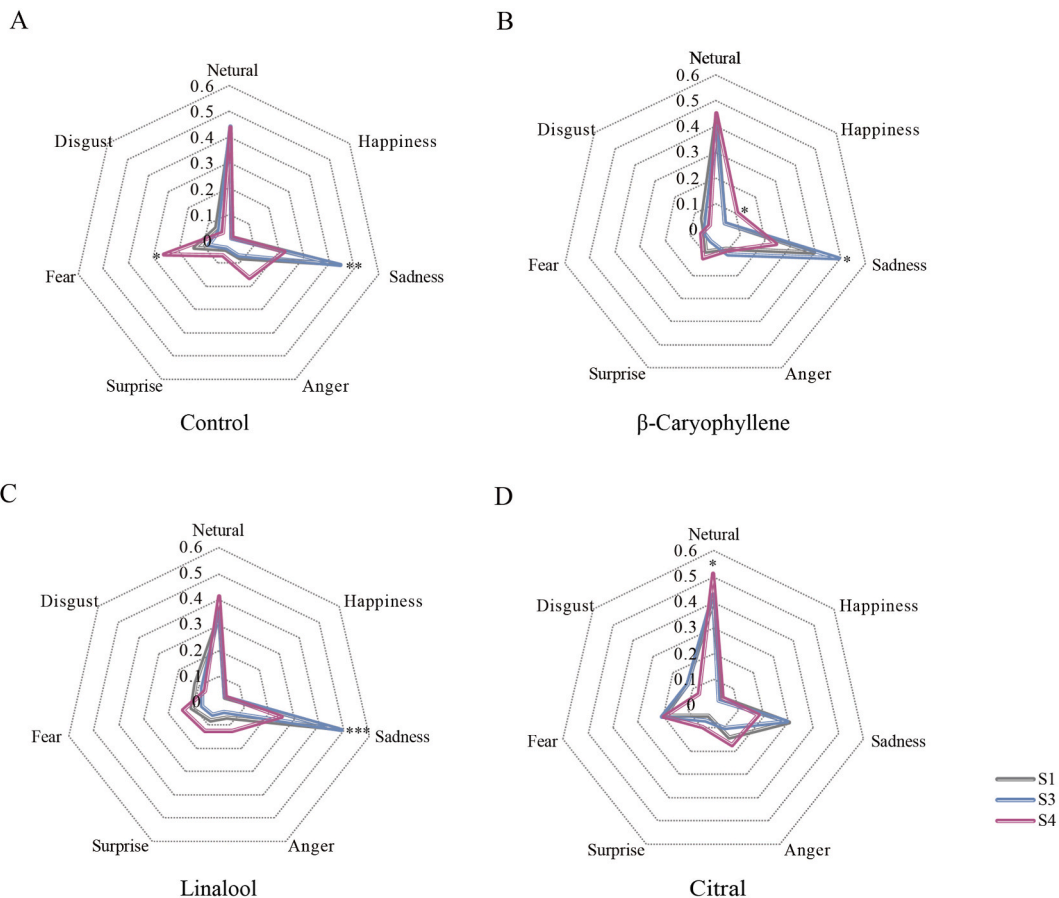 A
Netural
0.6
0.5
0.4
0.3
0.2
0.1
0
Disgust
Happiness
Fear
*
**
Sadness
Surprise
Anger
Control
B
Netural
0.6
0.5
0.4
0.3
0.2
0.1
0
Disgust
Happiness
*
Fear
*
Sadness
Surprise
Anger
β-Caryophyllene
C
Netural
0.6
0.5
0.4
0.3
0.2
0.1
0
Disgust
Happiness
Fear
***
Sadness
Surprise
Anger
Linalool
D
Netural
0.6
*
0.5
0.4
0.3
0.2
0.1
0
Disgust
Happiness
Fear
Sadness
Surprise
Anger
Citral
S1
S3
S4